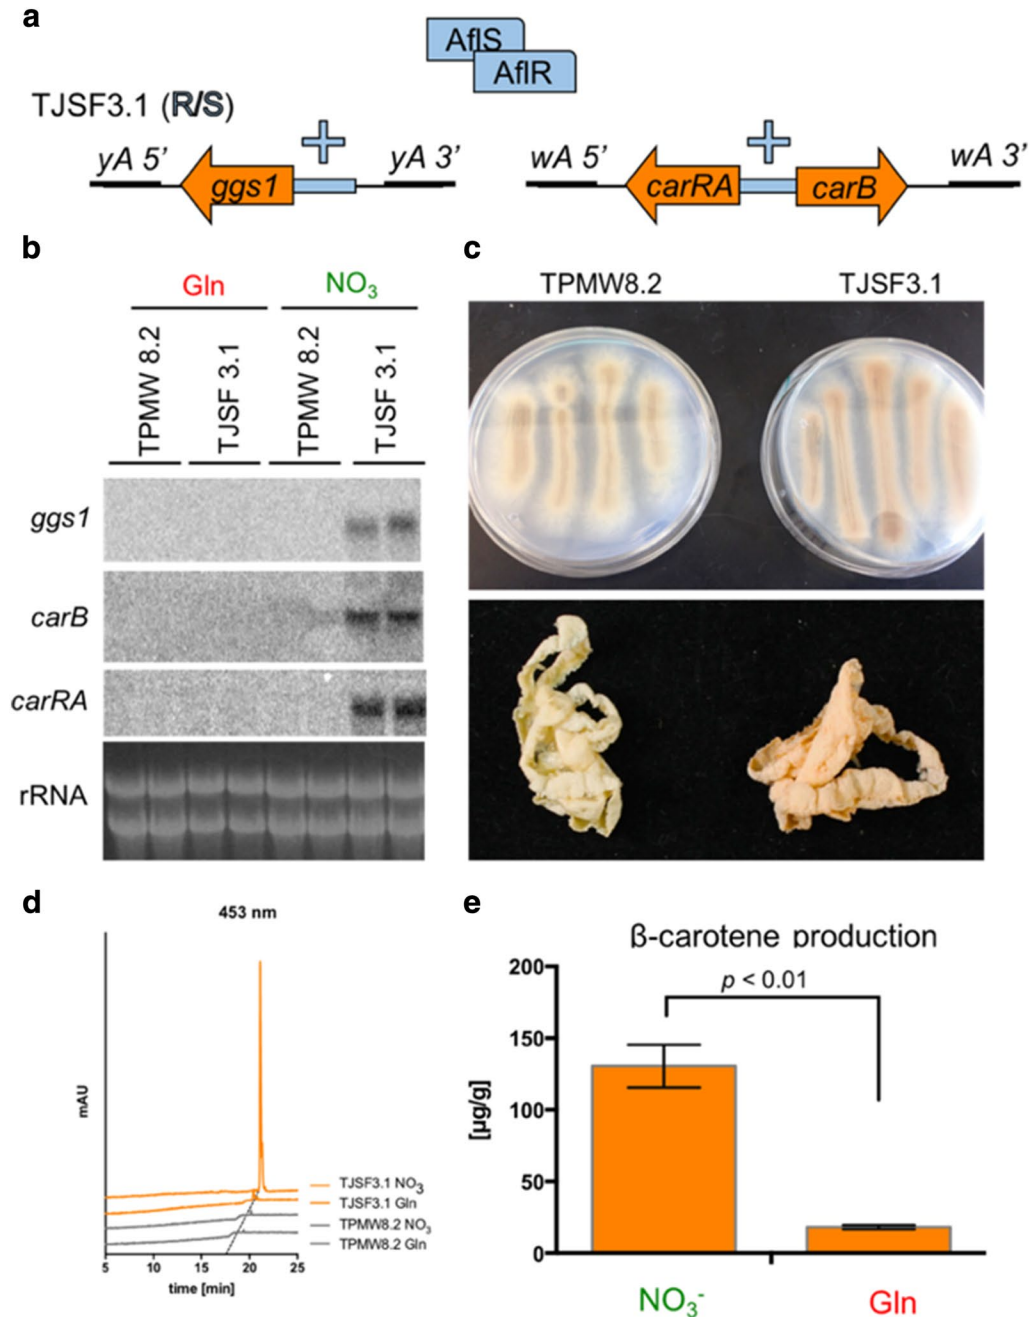 a
AflS
AflR
TJSF3.1 (R/S)
yA 5’
ggs1
yA 3’
wA 5’
carRA
carB
wA 3’
b
Gln
NO3
TPMW 8.2
TJSF 3.1
TPMW 8.2
TJSF 3.1
ggs1
carB
carRA
rRNA
c
TPMW8.2
TJSF3.1
d
453 nm
mAU
TJSF3.1 NO3
TJSF3.1 Gln
TPMW8.2 NO3
TPMW8.2 Gln
5 10 15 20 25
time [min]
e
ß-carotene production
p < 0.01
[µg/g]
200
150
100
50
0
NO3-
Gln